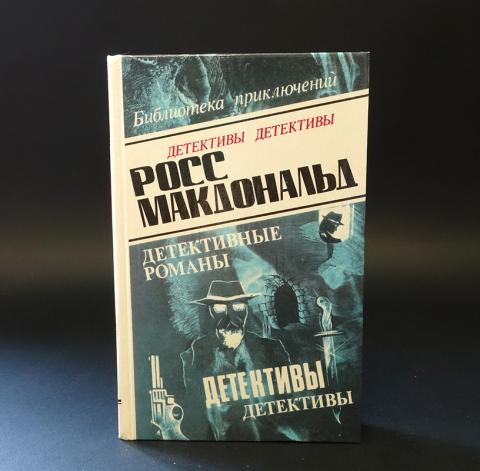 Библиотека приключений
ДЕТЕКТИВЫ ДЕТЕКТИВЫ
РОСС
МАКДОНАЛЬД
ДЕТЕКТИВНЫЕ
РОМАНЫ
ДЕТЕКТИВЫ
ДЕТЕКТИВЫ